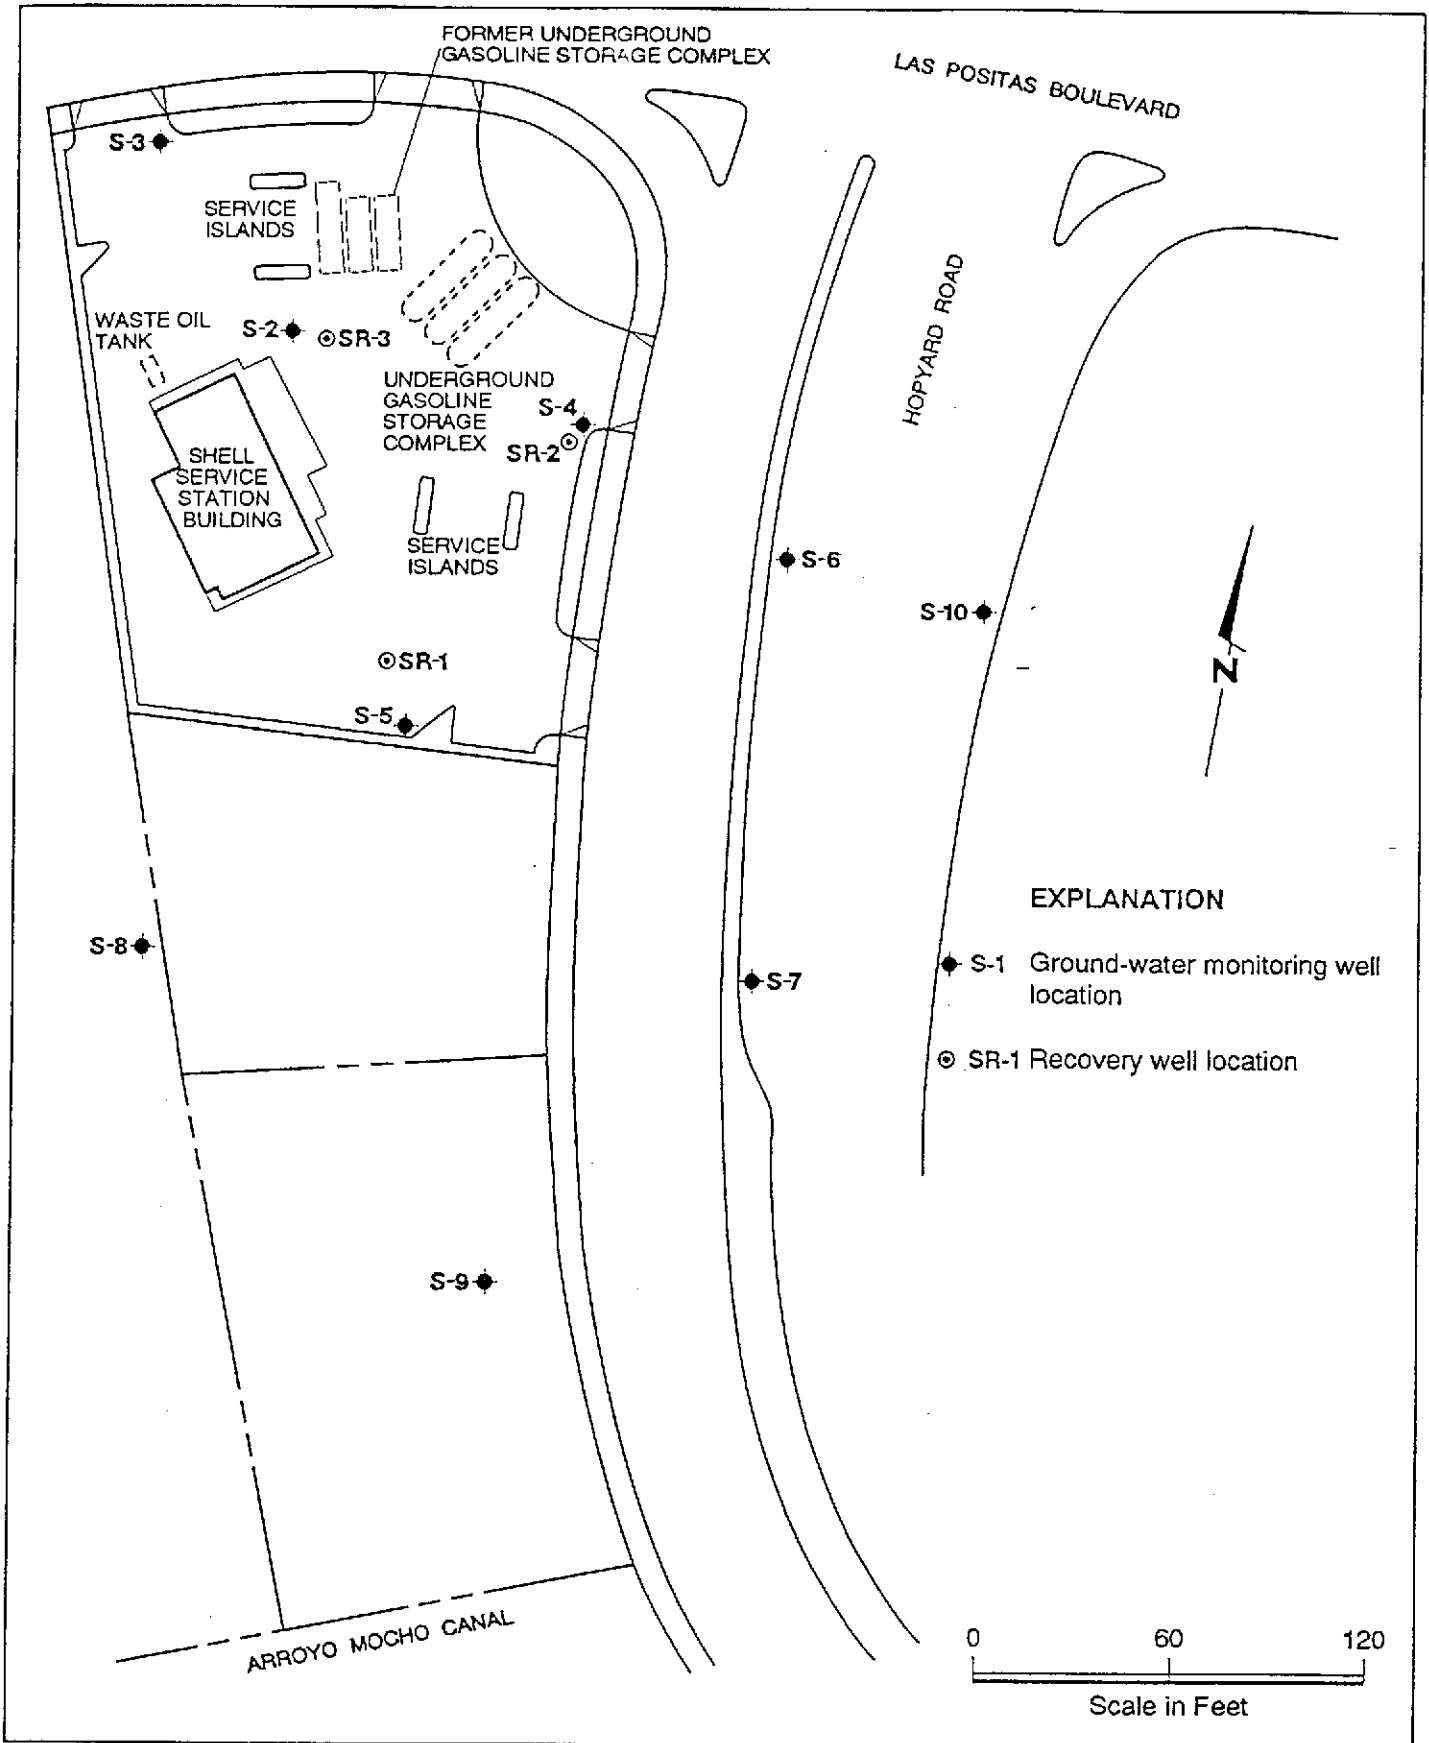 FORMER UNDERGROUND
GASOLINE STORAGE COMPLEX
LAS POSITAS BOULEVARD
S-3
SERVICE
ISLANDS
HOPYARD ROAD
WASTE OIL
TANK
S-2
SR-3
UNDERGROUND
GASOLINE
STORAGE
COMPLEX
S-4
SR-2
SHELL
SERVICE
STATION
BUILDING
SERVICE
ISLANDS
S-6
S-10
SR-1
N
S-5
EXPLANATION
S-8
S-7
S-1 Ground-water monitoring well
location
SR-1 Recovery well location
S-9
ARROYO MOCHO CANAL
0 60 120
Scale in Feet